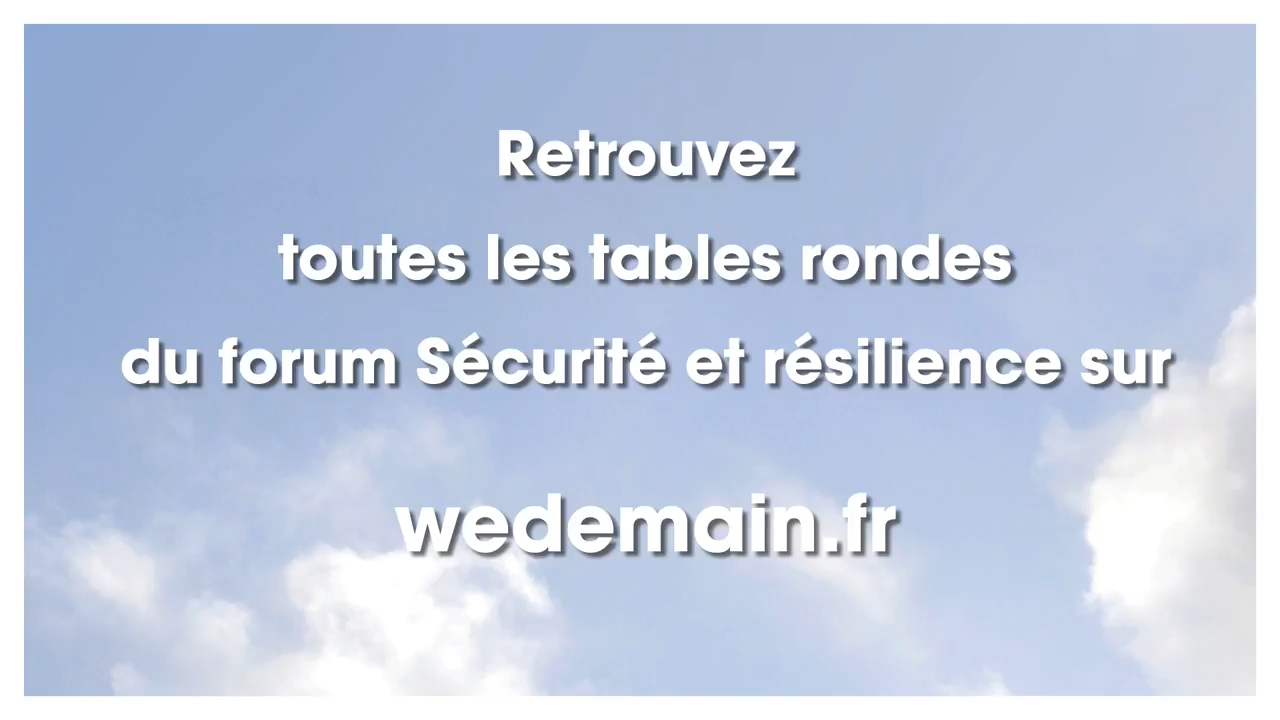 Retrouvez
toutes les tables rondes
du forum Sécurité et résilience sur
wedemain.fr